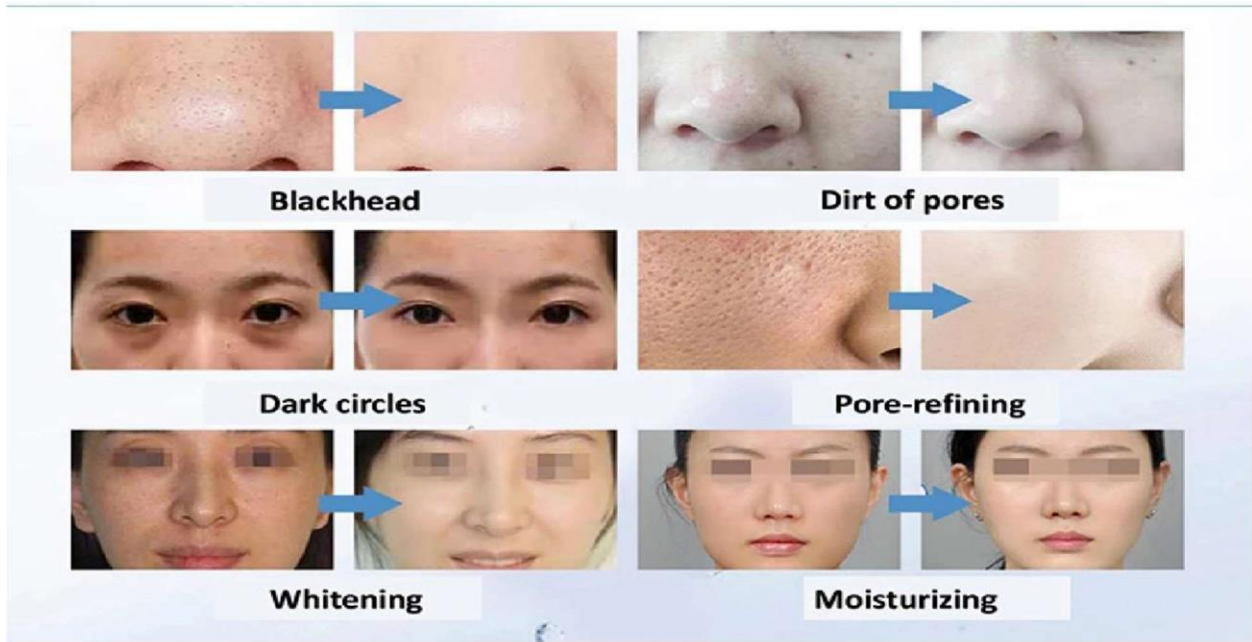 Blackhead
Dirt of pores
Dark circles
Pore-refining
Whitening
Moisturizing